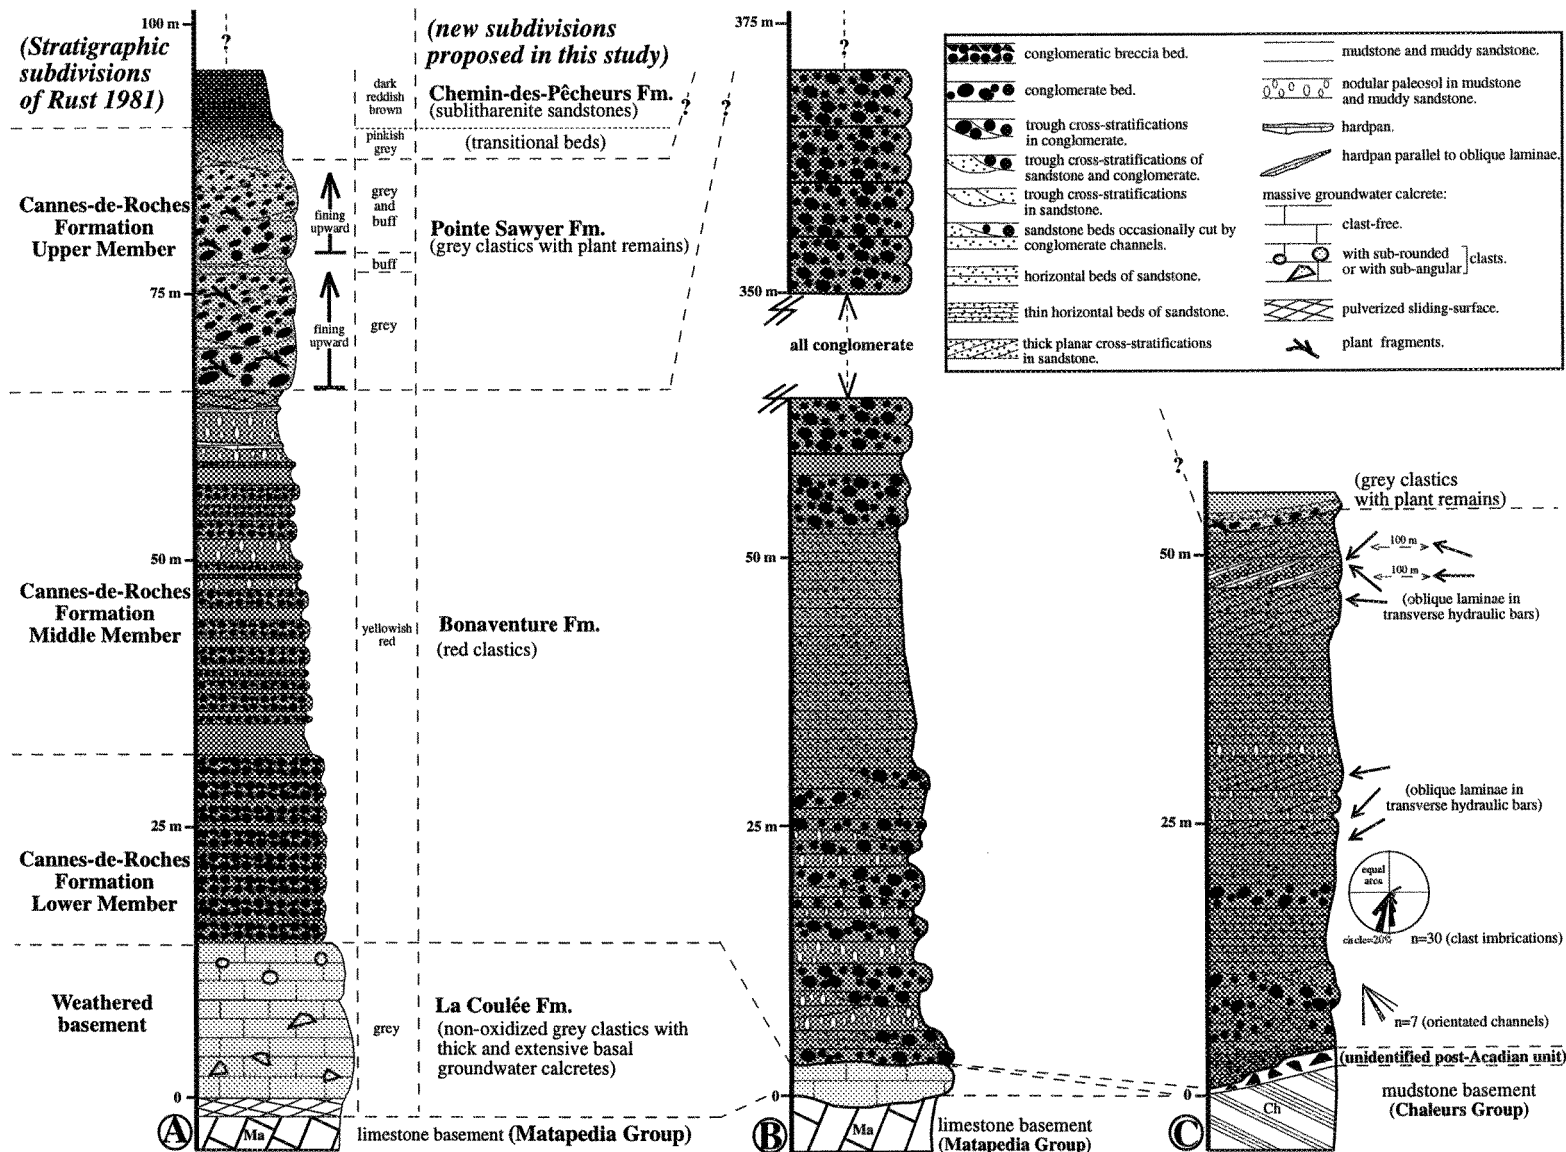 100 m
(Stratigraphic
subdivisions
of Rust 1981)
?
(new subdivisions
proposed in this study)
dark
reddish
brown
Chemin-des-Pêcheurs Fm.
(sublitharenite sandstones)
?
?
pinkish
grey
(transitional beds)
Cannes-de-Roches
Formation
Upper Member
fining
upward
grey
and
buff
Pointe Sawyer Fm.
(grey clastics with plant remains)
buff
75 m
fining
upward
grey
50 m
Cannes-de-Roches
Formation
Middle Member
yellowish
red
Bonaventure Fm.
(red clastics)
25 m
Cannes-de-Roches
Formation
Lower Member
Weathered
basement
grey
La Coulée Fm.
(non-oxidized grey clastics with
thick and extensive basal
groundwater calcretes)
0
A
Ma
limestone basement (Matapedia Group)
375 m
?
350 m
all conglomerate
50 m
25 m
0
B
Ma
limestone basement
(Matapedia Group)
conglomeratic breccia bed.
conglomerate bed.
trough cross-stratifications
in conglomerate.
trough cross-stratifications of
sandstone and conglomerate.
trough cross-stratifications
in sandstone.
sandstone beds occasionally cut by
conglomerate channels.
horizontal beds of sandstone.
thin horizontal beds of sandstone.
thick planar cross-stratifications
in sandstone.
mudstone and muddy sandstone.
nodular paleosol in mudstone
and muddy sandstone.
hardpan.
hardpan parallel to oblique laminae.
massive groundwater calcrete:
clast-free.
with sub-rounded
or with sub-angular
clasts.
pulverized sliding-surface.
plant fragments.
?
(grey clastics
with plant remains)
50 m
100 m
100 m
(oblique laminae in
transverse hydraulic bars)
(oblique laminae in
transverse hydraulic bars)
25 m
equal
area
circle=20%
n=30 (clast imbrications)
n=7 (orientated channels)
(unidentified post-Acadian unit)
0
C
Ch
mudstone basement
(Chaleurs Group)